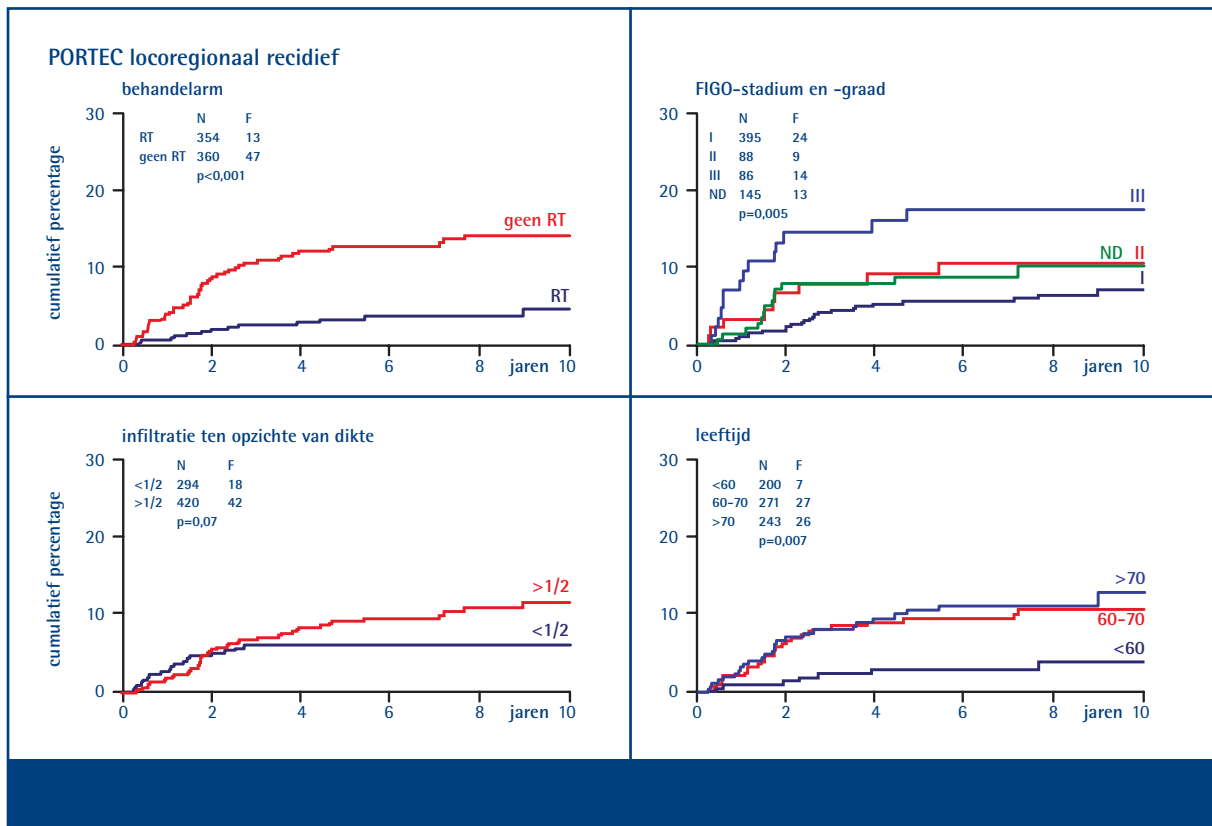 PORTEC locoregionaal recidief
behandelarm
cumulatief percentage
30
20
10
0
N F
RT 354 13
geen RT 360 47
p<0,001
geen RT
RT
0 2 4 6 8 jaren 10
FIGO-stadium en -graad
30
20
10
0
N F
I 395 24
II 88 9
III 86 14
ND 145 13
p=0,005
III
ND II
I
0 2 4 6 8 jaren 10
infiltratie ten opzichte van dikte
cumulatief percentage
30
20
10
0
N F
<1/2 294 18
>1/2 420 42
p=0,07
>1/2
<1/2
0 2 4 6 8 jaren 10
leeftijd
30
20
10
0
N F
<60 200 7
60-70 271 27
>70 243 26
p=0,007
>70
60-70
<60
0 2 4 6 8 jaren 10